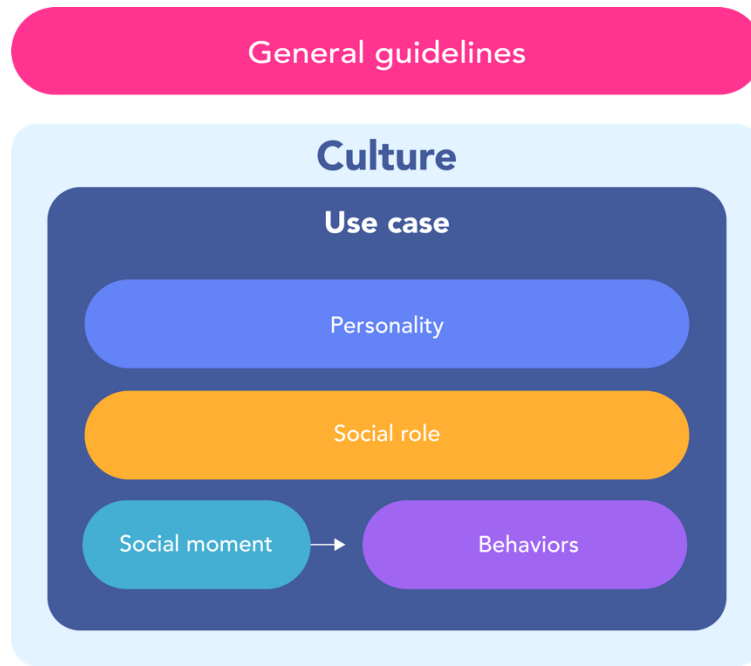 General guidelines
Culture
Use case
Personality
Social role
Social moment
Behaviors